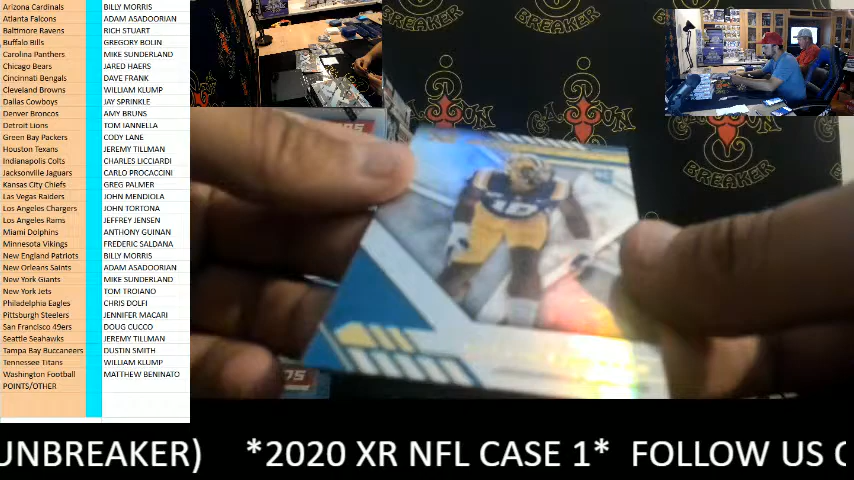 Arizona Cardinals BILLY MORRIS
Atlanta Falcons ADAM ASADOORIAN
Baltimore Ravens RICH STUART
Buffalo Bills GREGORY BOLIN
Carolina Panthers MIKE SUNDERLAND
Chicago Bears JARED HAERS
Cincinnati Bengals DAVE FRANK
Cleveland Browns WILLIAM KLUMP
Dallas Cowboys JAY SPRINKLE
Denver Broncos AMY BRUNS
Detroit Lions TOM IANNELLA
Green Bay Packers CODY LANE
Houston Texans JEREMY TILLMAN
Indianapolis Colts CHARLES LICCIARDI
Jacksonville Jaguars CARLO PROCACCINI
Kansas City Chiefs GREG PALMER
Las Vegas Raiders JOHN MENDIOLA
Los Angeles Chargers JOHN TORTONA
Los Angeles Rams JEFFREY JENSEN
Miami Dolphins ANTHONY GUINAN
Minnesota Vikings FREDERIC SALDANA
New England Patriots BILLY MORRIS
New Orleans Saints ADAM ASADOORIAN
New York Giants MIKE SUNDERLAND
New York Jets TOM TROIANO
Philadelphia Eagles CHRIS DOLFI
Pittsburgh Steelers JENNIFER MACARI
San Francisco 49ers DOUG CUCCO
Seattle Seahawks JEREMY TILLMAN
Tampa Bay Buccaneers DUSTIN SMITH
Tennessee Titans WILLIAM KLUMP
Washington Football MATTHEW BENINATO
POINTS/OTHER
BREAKER
BREAKER
BREAKER
UNBREAKER) *2020 XR NFL CASE 1* FOLLOW US